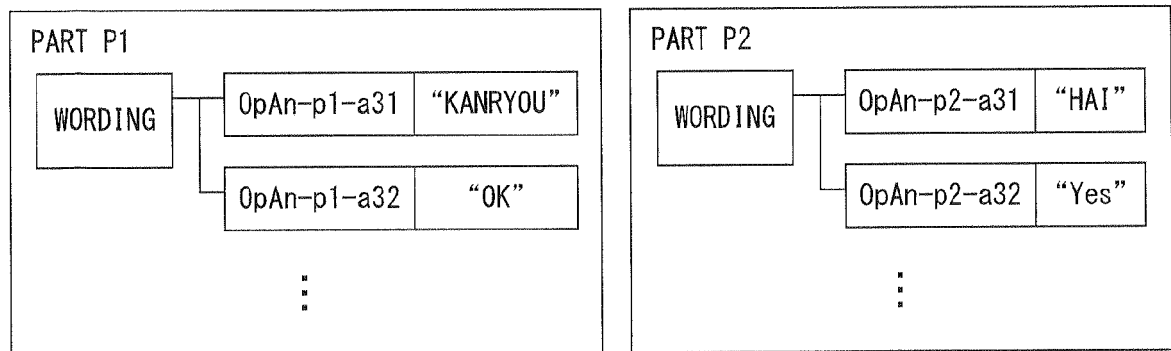 PART P1
WORDING
OpAn-p1-a31 “KANRYOU”
OpAn-p1-a32 “OK”
PART P2
WORDING
OpAn-p2-a31 “HAI”
OpAn-p2-a32 “Yes”